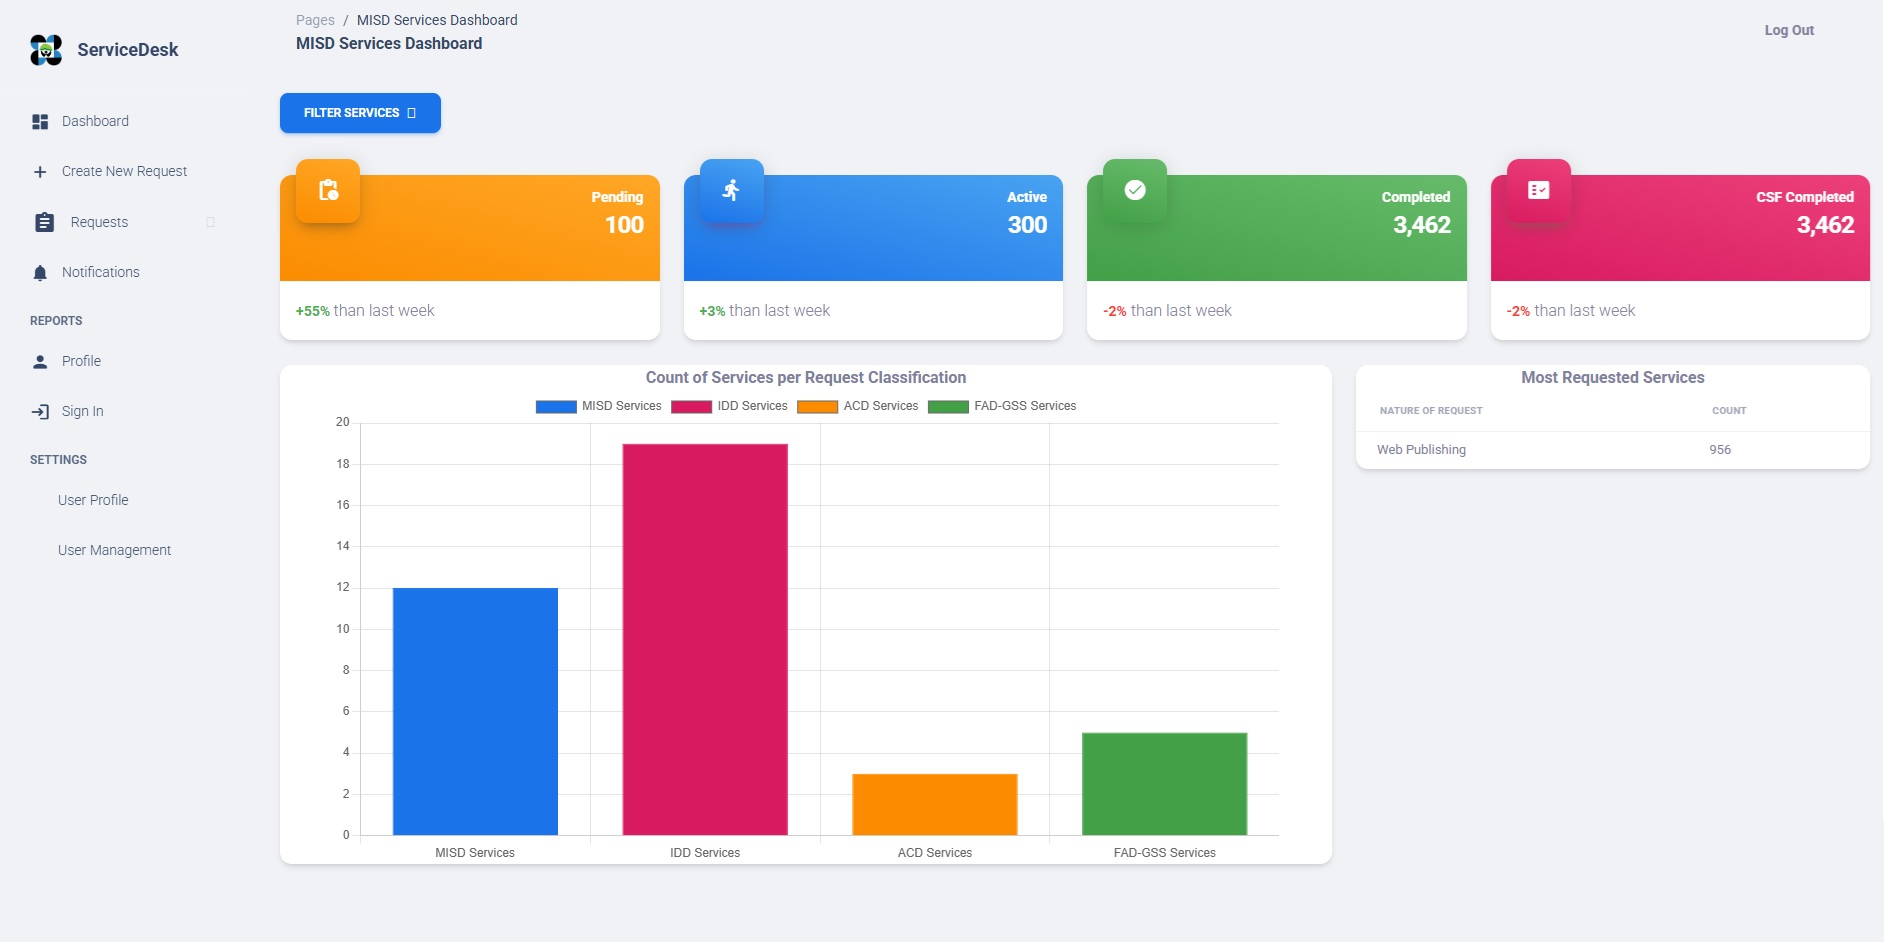 ServiceDesk
Dashboard
Create New Request
Requests
Notifications
REPORTS
Profile
Sign In
SETTINGS
User Profile
User Management
Pages / MISD Services Dashboard
MISD Services Dashboard
Log Out
FILTER SERVICES
Pending
100
+55% than last week
Active
300
+3% than last week
Completed
3,462
-2% than last week
CSF Completed
3,462
-2% than last week
Count of Services per Request Classification
MISD Services IDD Services ACD Services FAD-GSS Services
20
18
16
14
12
10
8
6
4
2
0
MISD Services IDD Services ACD Services FAD-GSS Services
Most Requested Services
NATURE OF REQUEST COUNT
Web Publishing 956